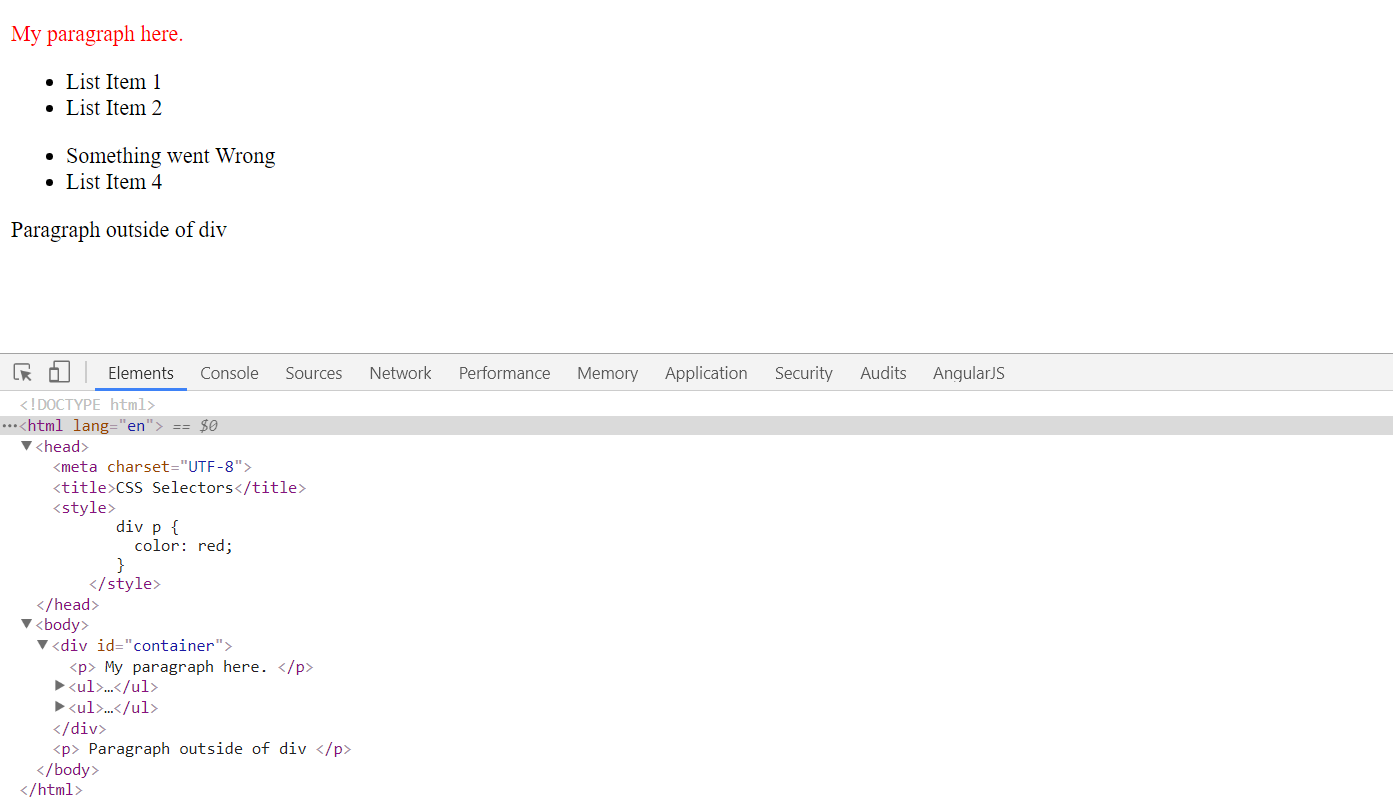 My paragraph here.
• List Item 1
• List Item 2
• Something went Wrong
• List Item 4
Paragraph outside of div
Elements Console Sources Network Performance Memory Application Security Audits AngularJS
<!DOCTYPE html>
…<html lang="en"> == $0
▼<head>
<meta charset="UTF-8">
<title>CSS Selectors</title>
<style>
div p {
color: red;
}
</style>
</head>
▼<body>
▼<div id="container">
<p> My paragraph here. </p>
▶<ul>…</ul>
▶<ul>…</ul>
</div>
<p> Paragraph outside of div </p>
</body>
</html>